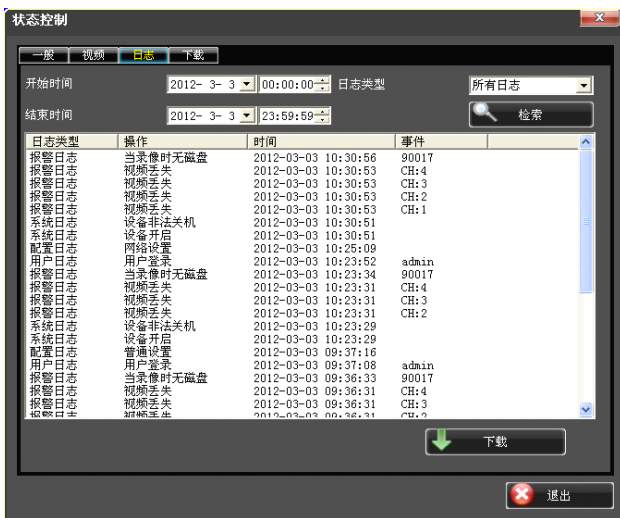 状态控制
一般 视频 日志 下载
开始时间 2012- 3- 3 00:00:00 日志类型 所有日志
结束时间 2012- 3- 3 23:59:59 检索
日志类型 操作 时间 事件
报警日志 当录像时无磁盘 2012-03-03 10:30:56 90017
报警日志 视频丢失 2012-03-03 10:30:53 CH:4
报警日志 视频丢失 2012-03-03 10:30:53 CH:3
报警日志 视频丢失 2012-03-03 10:30:53 CH:2
报警日志 视频丢失 2012-03-03 10:30:53 CH:1
系统日志 设备非法关机 2012-03-03 10:30:51
系统日志 设备开启 2012-03-03 10:30:51
配置日志 网络设置 2012-03-03 10:25:09
用户日志 用户登录 2012-03-03 10:23:52 admin
报警日志 当录像时无磁盘 2012-03-03 10:23:34 90017
报警日志 视频丢失 2012-03-03 10:23:31 CH:4
报警日志 视频丢失 2012-03-03 10:23:31 CH:3
报警日志 视频丢失 2012-03-03 10:23:31 CH:2
系统日志 设备非法关机 2012-03-03 10:23:29
系统日志 设备开启 2012-03-03 10:23:29
配置日志 普通设置 2012-03-03 09:37:16
用户日志 用户登录 2012-03-03 09:37:08 admin
报警日志 当录像时无磁盘 2012-03-03 09:36:33 90017
报警日志 视频丢失 2012-03-03 09:36:31 CH:4
报警日志 视频丢失 2012-03-03 09:36:31 CH:3
报警日志 视频丢失 2012-03-03 09:36:31 CH:2
下载
退出